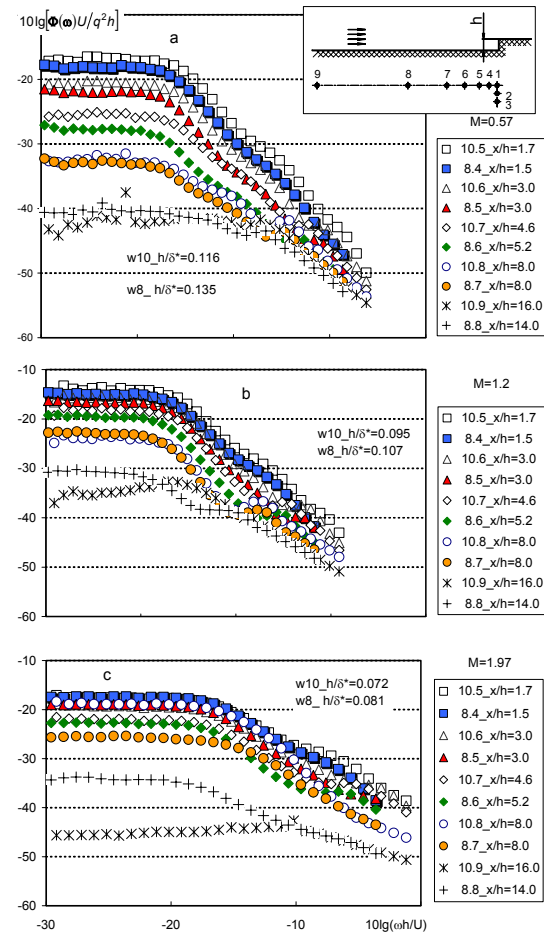 10lg[Φ(ω)U/q²h]
a
h
9 8 7 6 5 4 1
2
3
-20
-30
-40
-50
-60
w10_h/δ*=0.116
w8_ h/δ*=0.135
M=0.57
10.5_x/h=1.7
8.4_x/h=1.5
10.6_x/h=3.0
8.5_x/h=3.0
10.7_x/h=4.6
8.6_x/h=5.2
10.8_x/h=8.0
8.7_x/h=8.0
10.9_x/h=16.0
8.8_x/h=14.0
-10
-20
-30
-40
-50
-60
b
w10_h/δ*=0.095
w8_h/δ*=0.107
M=1.2
10.5_x/h=1.7
8.4_x/h=1.5
10.6_x/h=3.0
8.5_x/h=3.0
10.7_x/h=4.6
8.6_x/h=5.2
10.8_x/h=8.0
8.7_x/h=8.0
10.9_x/h=16.0
8.8_x/h=14.0
-10
-20
-30
-40
-50
-60
c
w10_h/δ*=0.072
w8_ h/δ*=0.081
M=1.97
10.5_x/h=1.7
8.4_x/h=1.5
10.6_x/h=3.0
8.5_x/h=3.0
10.7_x/h=4.6
8.6_x/h=5.2
10.8_x/h=8.0
8.7_x/h=8.0
10.9_x/h=16.0
8.8_x/h=14.0
-30 -20 -10 10lg(ωh/U) 0